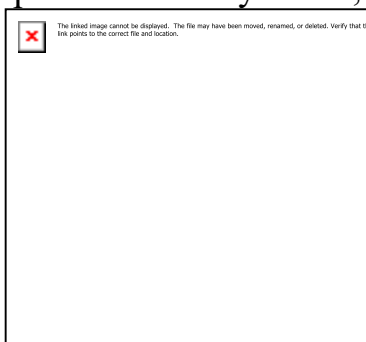 The linked image cannot be displayed. The file may have been moved, renamed, or deleted. Verify that
link points to the correct file and location.